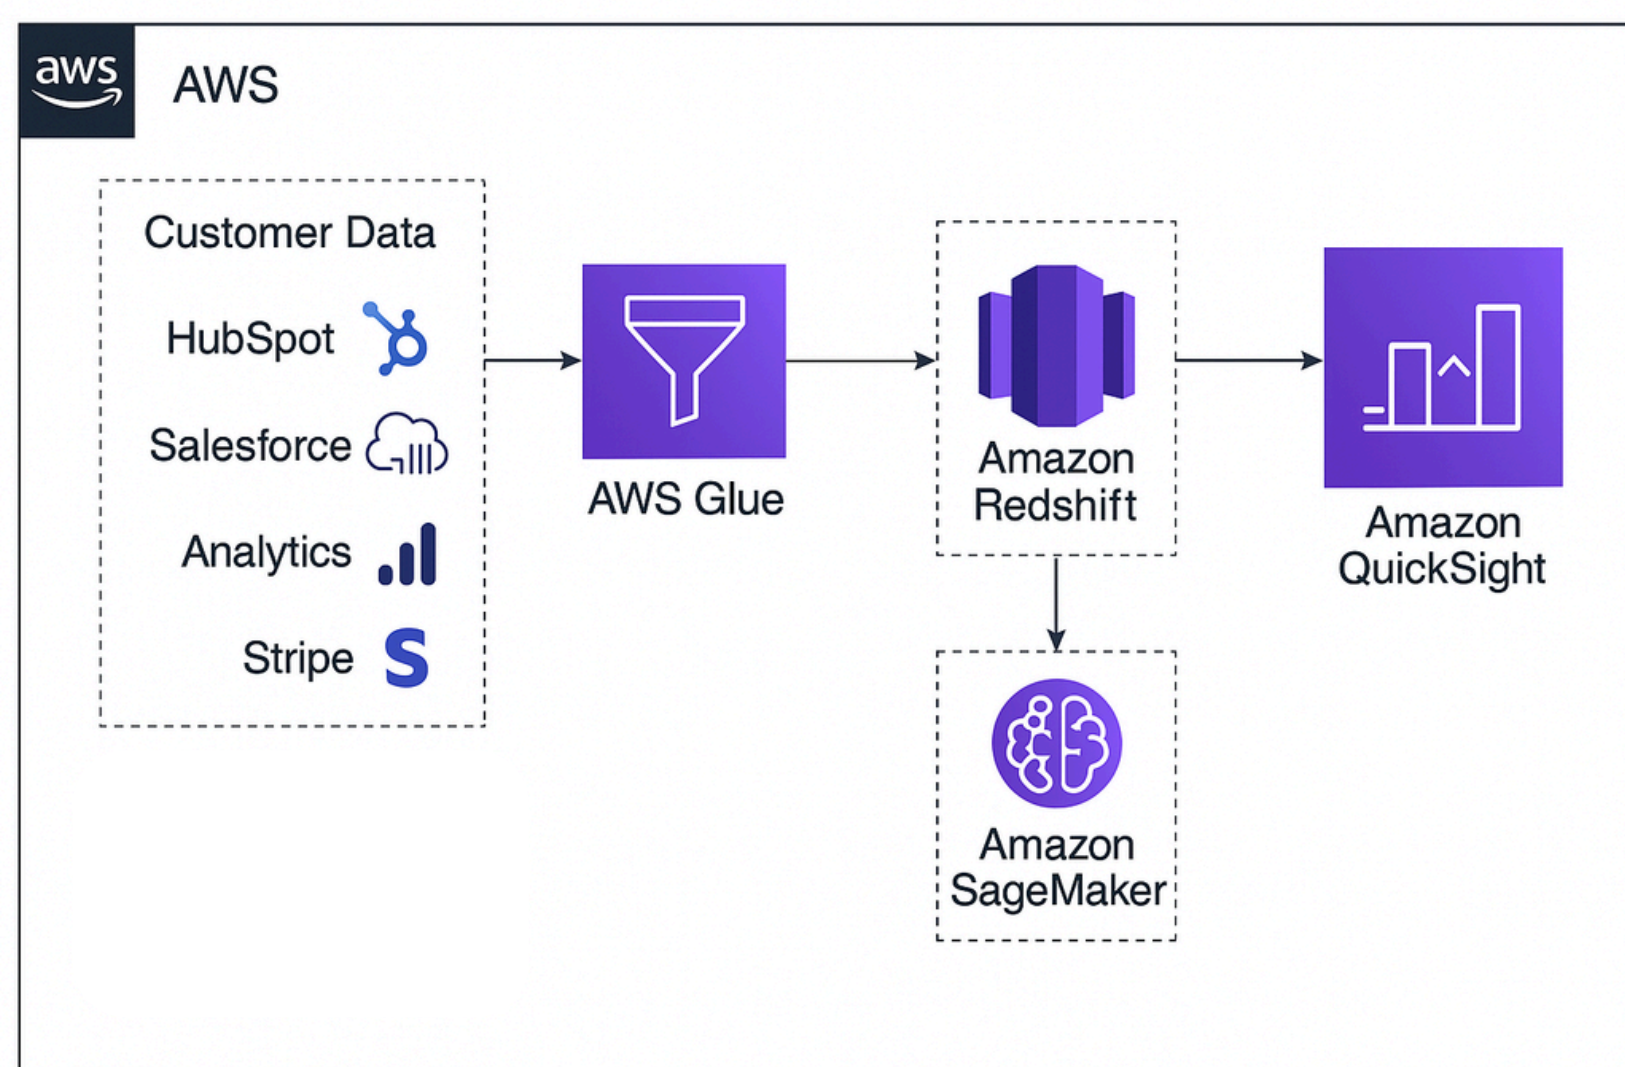 aws
AWS
Customer Data
HubSpot
Salesforce
Analytics
Stripe
AWS Glue
Amazon
Redshift
Amazon
QuickSight
Amazon
SageMaker